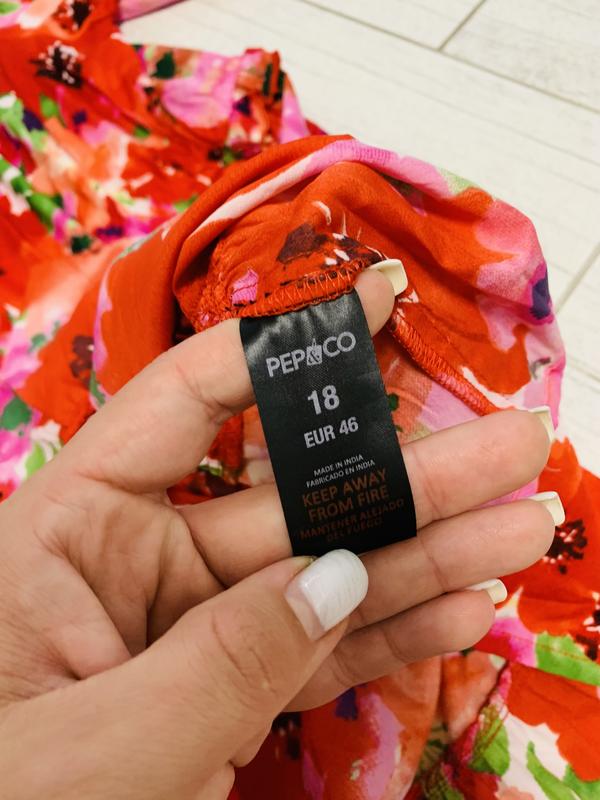 PEP&CO
18
EUR 46
MADE IN INDIA
FABRICADO EN INDIA
KEEP AWAY
FROM FIRE
MANTENER ALEJADO
DEL FUEGO